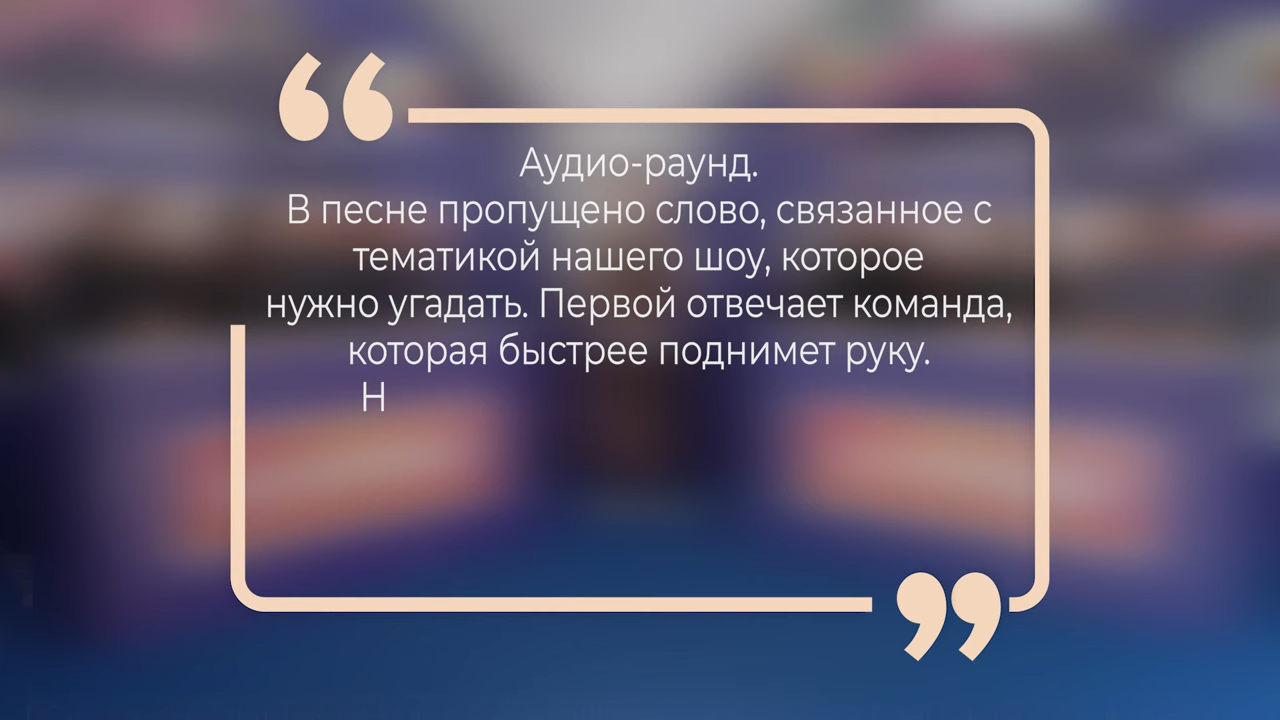 Аудио-раунд.
В песне пропущено слово, связанное с
тематикой нашего шоу, которое
нужно угадать. Первой отвечает команда,
которая быстрее поднимет руку.
Н